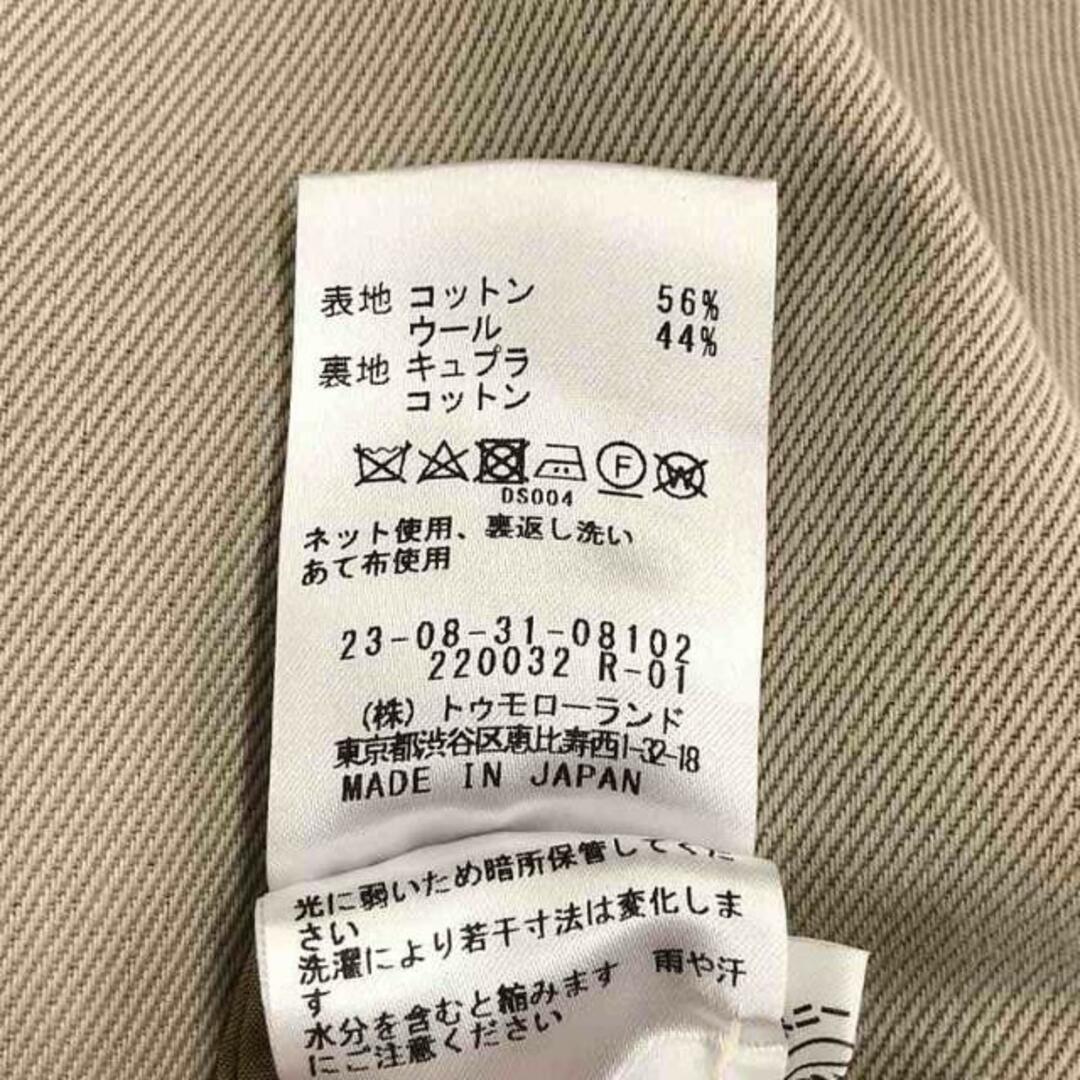 表地 コットン 56%
ウール 44%
裏地 キュプラ
コットン
F W
DS004
ネット使用、裏返し洗い
あて布使用
23-08-31-08102
220032 R-01
(株) トゥモローランド
東京都渋谷区恵比寿西1-32-18
MADE IN JAPAN
光に弱いため暗所保管してくだ
さい
洗濯により若干寸法は変化しま
す
水分を含むと縮みます 雨や汗
にご注意ください
ニー